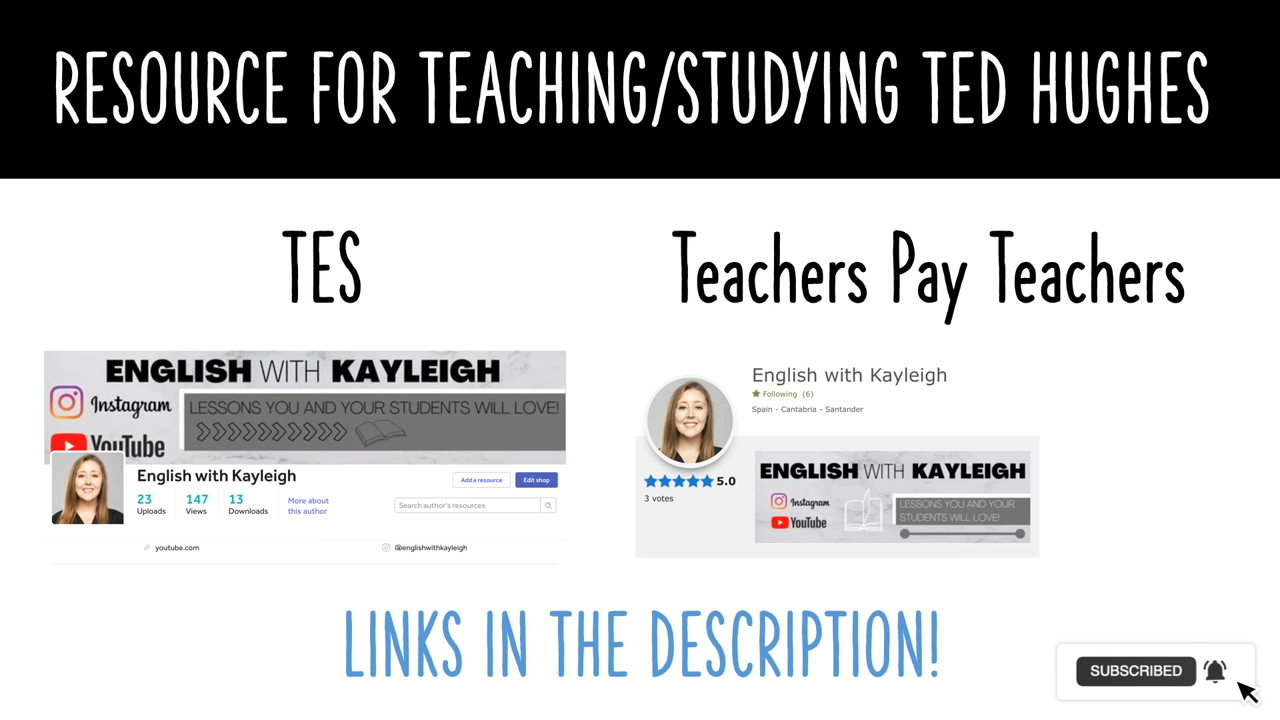 RESOURCE FOR TEACHING/STUDYING TED HUGHES
TES
Teachers Pay Teachers
ENGLISH WITH KAYLEIGH
Instagram
LESSONS YOU AND YOUR STUDENTS WILL LOVE!
YouTube
English with Kayleigh
23
Uploads
147
Views
13
Downloads
More about
this author
Add a resource
Edit shop
Search author's resources
youtube.com
@englishwithkayleigh
English with Kayleigh
Following (6)
Spain - Cantabria - Santander
5.0
3 votes
ENGLISH WITH KAYLEIGH
Instagram
YouTube
LESSONS YOU AND YOUR
STUDENTS WILL LOVE!
LINKS IN THE DESCRIPTION!
SUBSCRIBED